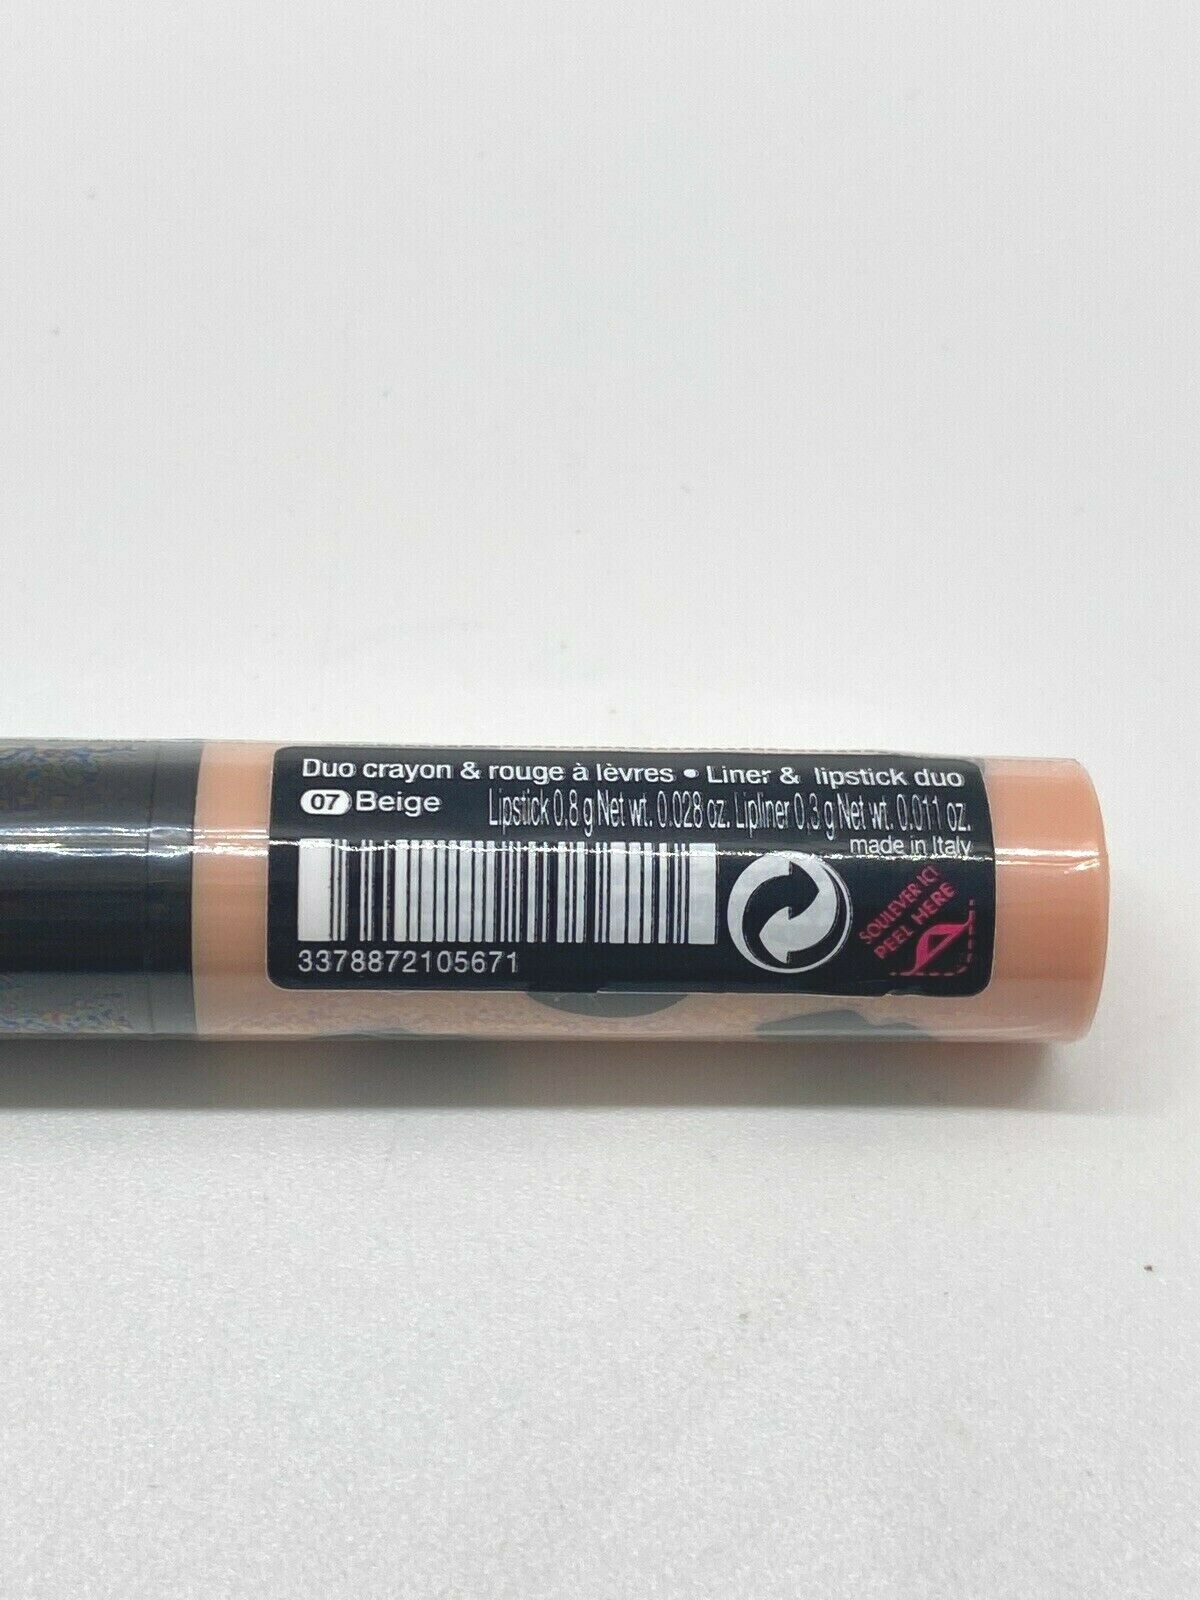 Duo crayon & rouge à lèvres • Liner & lipstick duo
07 Beige
Lipstick 0,8 g Net wt. 0.028 oz. Lipliner 0,3 g Net wt. 0.011 oz.
made in Italy
3378872105671
SOULEVER ICI
PEEL HERE